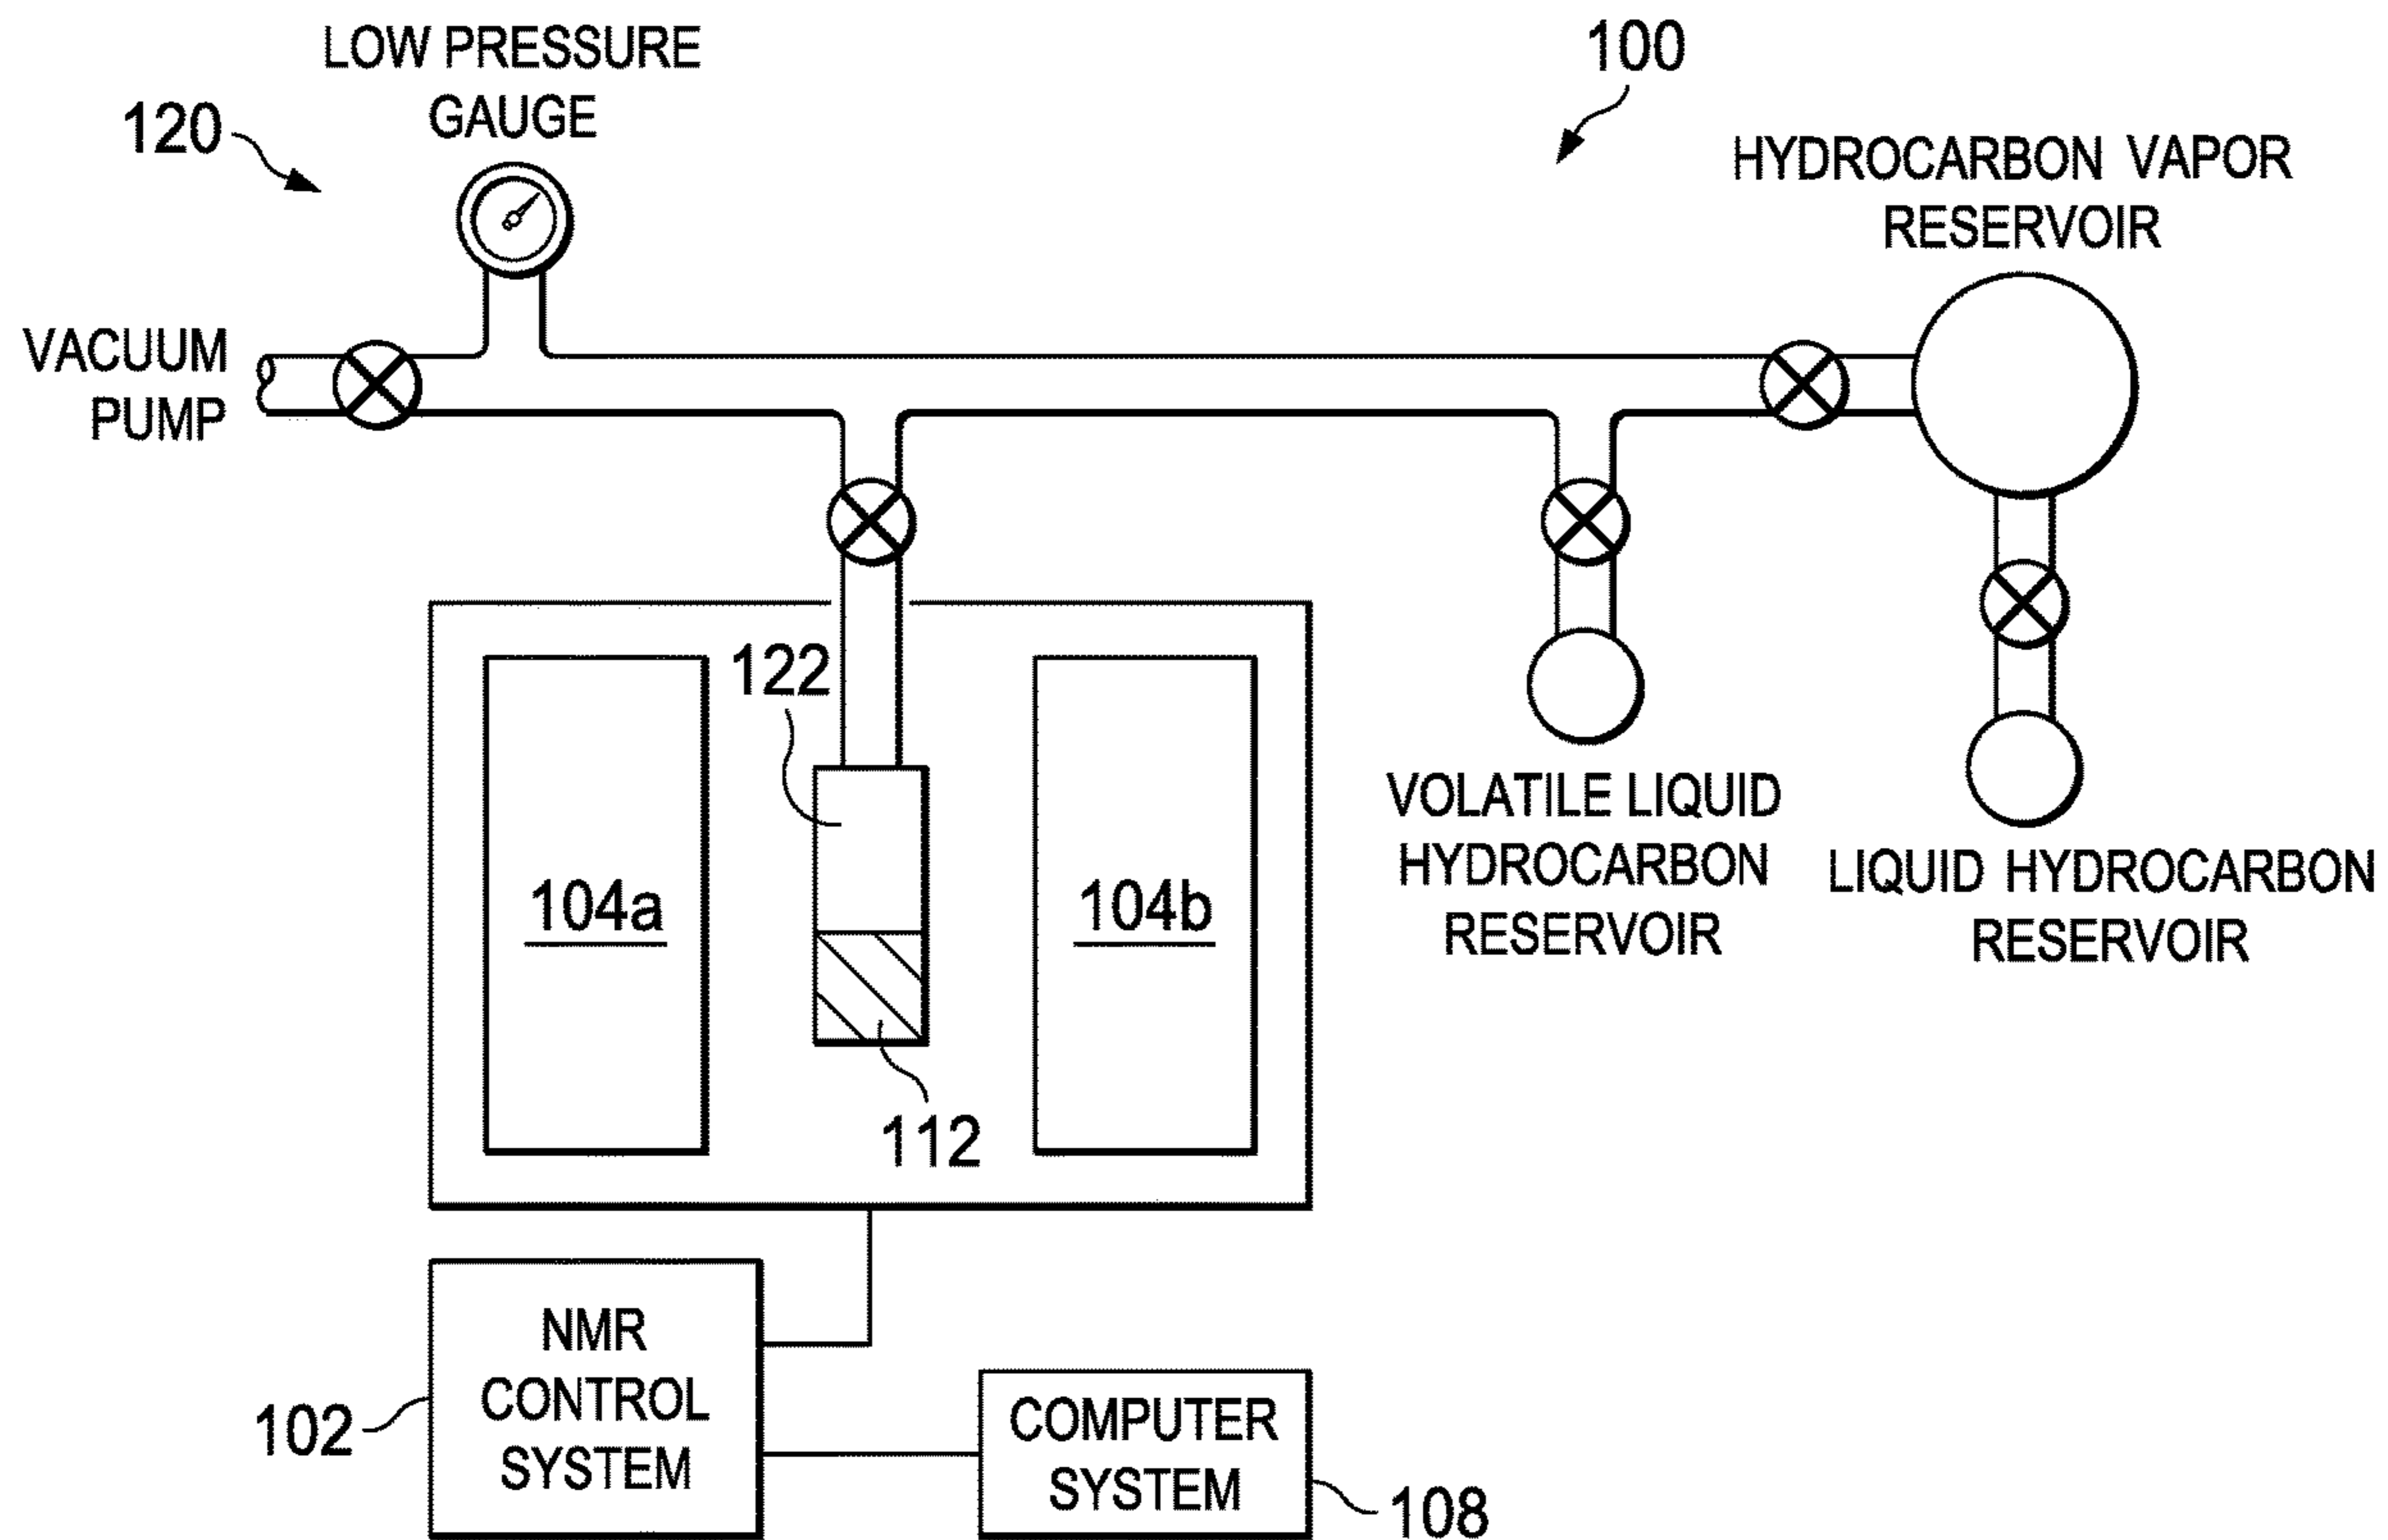 LOW PRESSURE
GAUGE
120
100
HYDROCARBON VAPOR
RESERVOIR
VACUUM
PUMP
122
104a
104b
112
VOLATILE LIQUID
HYDROCARBON
RESERVOIR
LIQUID HYDROCARBON
RESERVOIR
NMR
CONTROL
SYSTEM
102
COMPUTER
SYSTEM
108